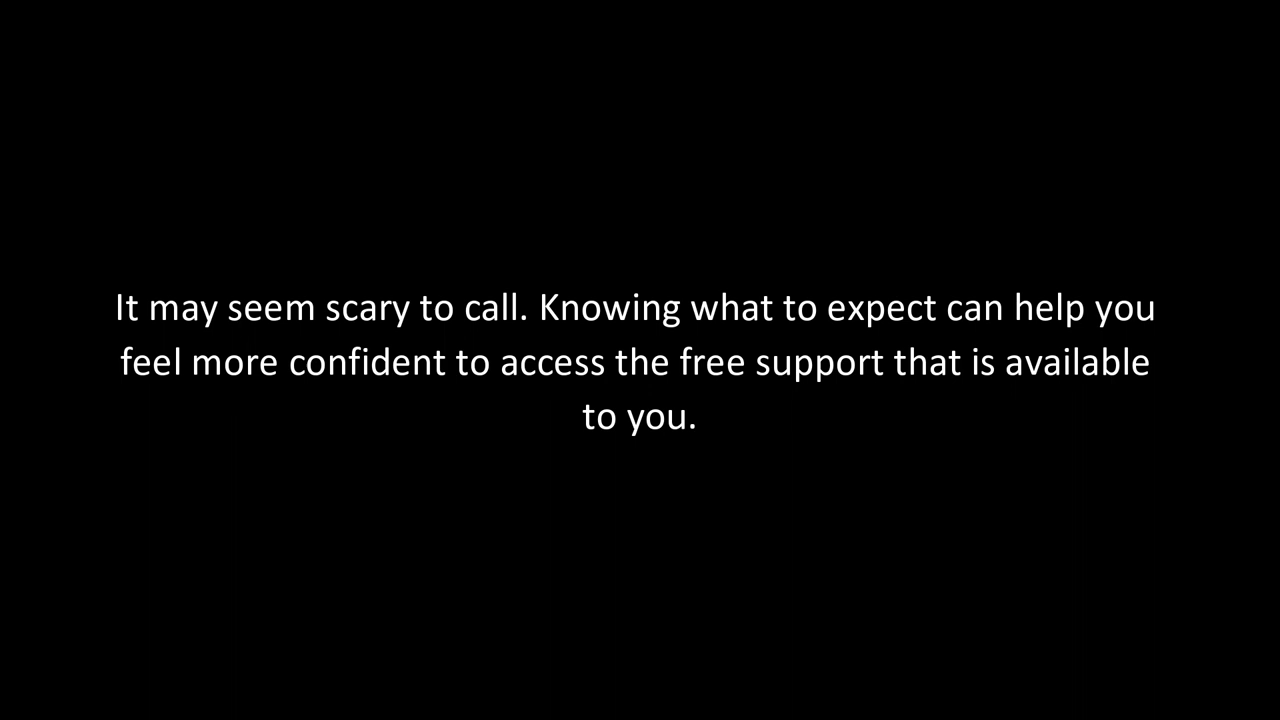 It may seem scary to call. Knowing what to expect can help you
feel more confident to access the free support that is available
to you.